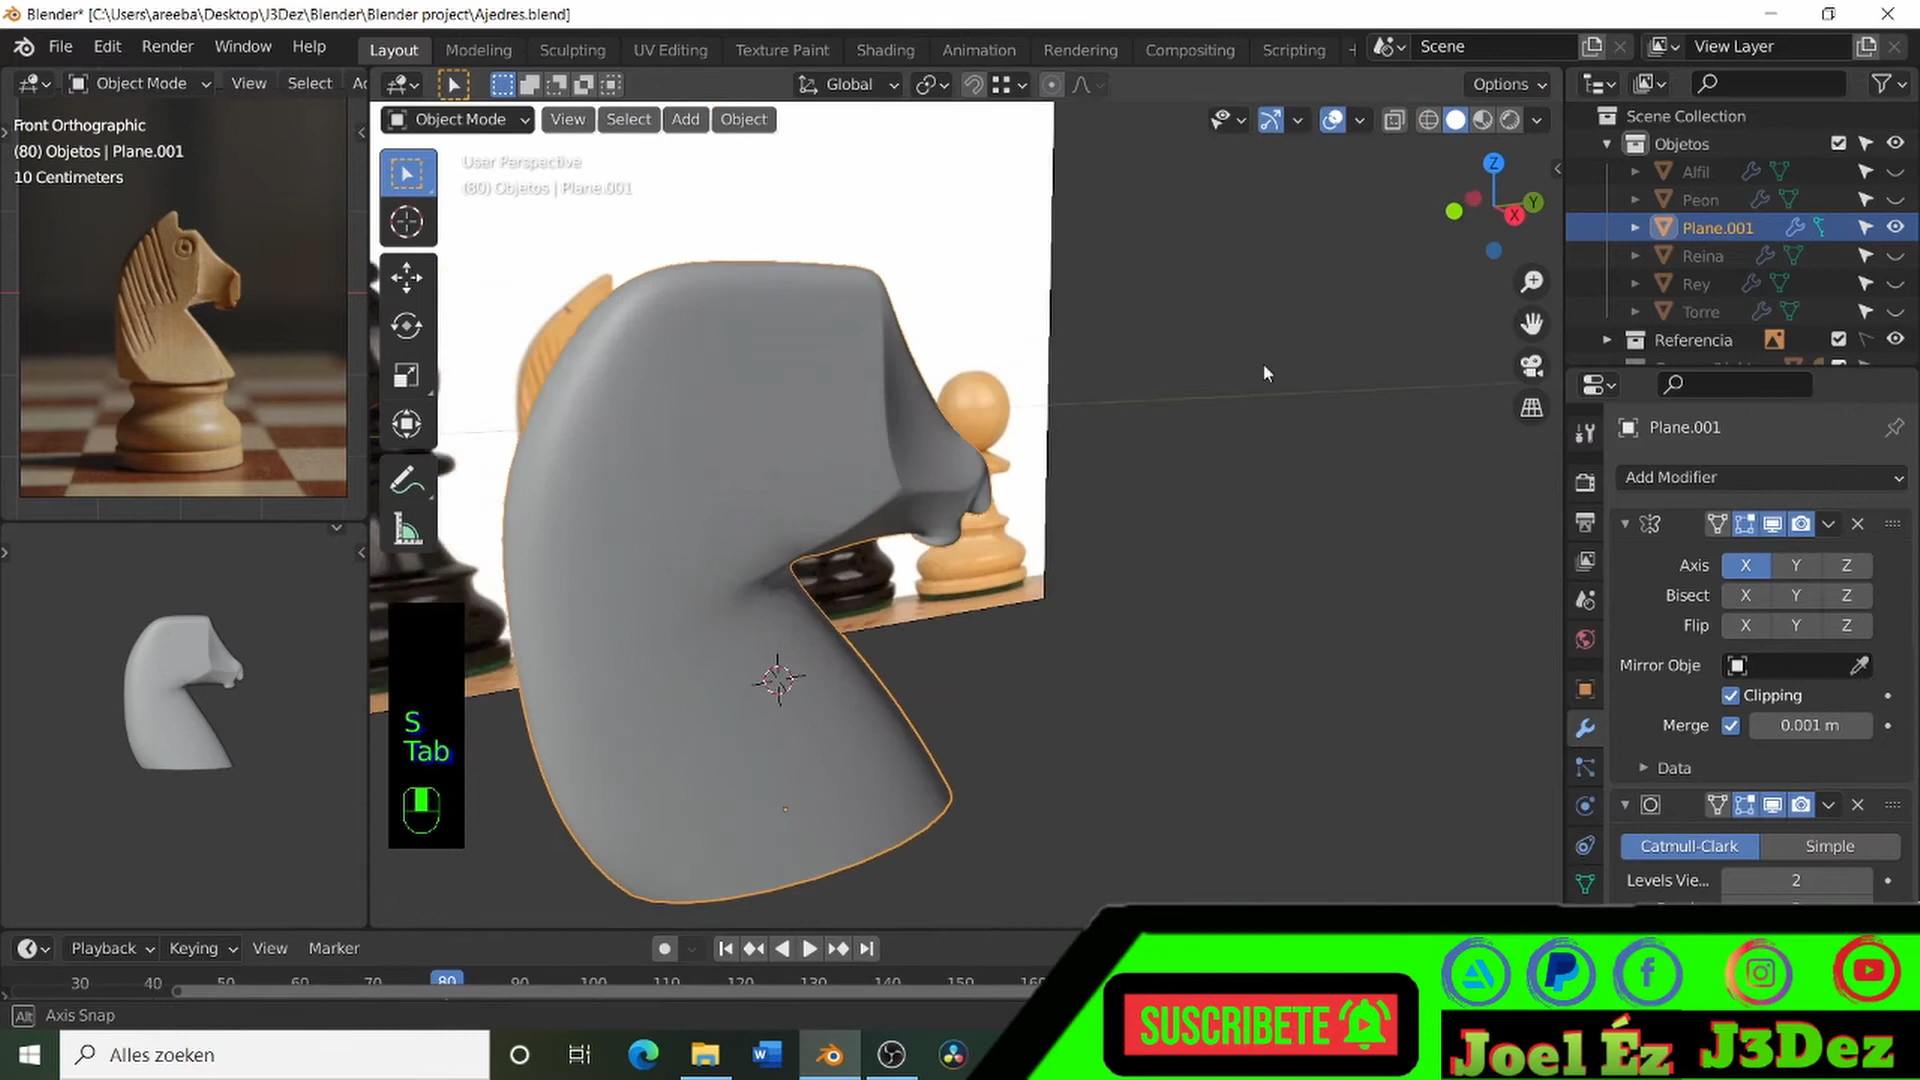 Blender* [C:\Users\areeba\Desktop\J3Dez\Blender\Blender project\Ajedres.blend]
File Edit Render Window Help
Layout Modeling Sculpting UV Editing Texture Paint Shading Animation Rendering Compositing Scripting
Scene
View Layer
Object Mode View Select
Global
Options
Front Orthographic
(80) Objetos | Plane.001
10 Centimeters
Object Mode View Select Add Object
User Perspective
(80) Objetos | Plane.001
Z
Y
X
Scene Collection
Objetos
Alfil
Peon
Plane.001
Reina
Rey
Torre
Referencia
Plane.001
Add Modifier
Axis X Y Z
Bisect X Y Z
Flip X Y Z
Mirror Obje
Clipping
Merge 0.001 m
Data
Catmull-Clark Simple
Levels Vie... 2
S
Tab
Playback Keying View Marker
30 40 50 60 70 80 90 100 110 120 130 140 150
Alt Axis Snap
Alles zoeken
SUSCRIBETE
Joel Éz J3Dez